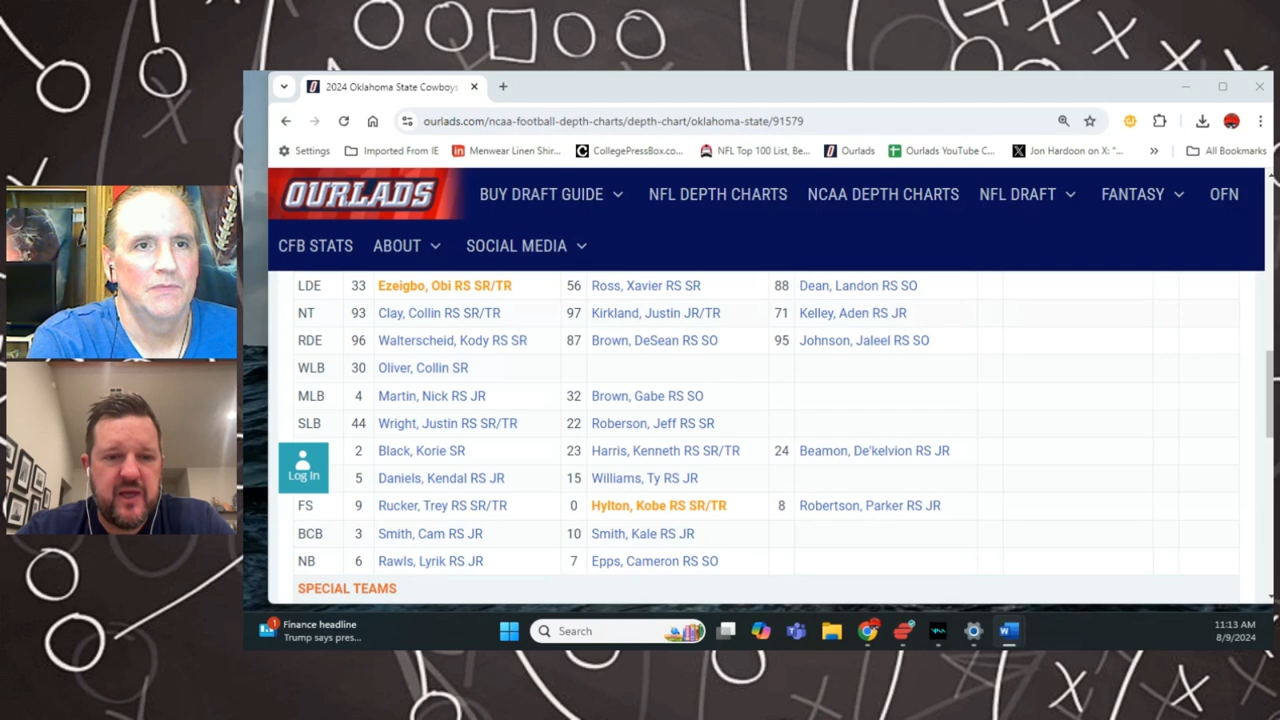 2024 Oklahoma State Cowboys
ourlads.com/ncaa-football-depth-charts/depth-chart/oklahoma-state/91579
Settings Imported From IE Menwear Linen Shir... CollegePressBox.co... NFL Top 100 List, Be... Ourlads Ourlads YouTube C... Jon Hardoon on X: "... » All Bookmarks
OURLADS BUY DRAFT GUIDE NFL DEPTH CHARTS NCAA DEPTH CHARTS NFL DRAFT FANTASY OFN
CFB STATS ABOUT SOCIAL MEDIA
LDE 33 Ezeigbo, Obi RS SR/TR 56 Ross, Xavier RS SR 88 Dean, Landon RS SO
NT 93 Clay, Collin RS SR/TR 97 Kirkland, Justin JR/TR 71 Kelley, Aden RS JR
RDE 96 Walterscheid, Kody RS SR 87 Brown, DeSean RS SO 95 Johnson, Jaleel RS SO
WLB 30 Oliver, Collin SR
MLB 4 Martin, Nick RS JR 32 Brown, Gabe RS SO
SLB 44 Wright, Justin RS SR/TR 22 Roberson, Jeff RS SR
2 Black, Korie SR 23 Harris, Kenneth RS SR/TR 24 Beamon, De'kelvion RS JR
Log In
5 Daniels, Kendal RS JR 15 Williams, Ty RS JR
FS 9 Rucker, Trey RS SR/TR 0 Hylton, Kobe RS SR/TR 8 Robertson, Parker RS JR
BCB 3 Smith, Cam RS JR 10 Smith, Kale RS JR
NB 6 Rawls, Lyrik RS JR 7 Epps, Cameron RS SO
SPECIAL TEAMS
1
Finance headline
Trump says pres...
Search
11:13 AM
8/9/2024